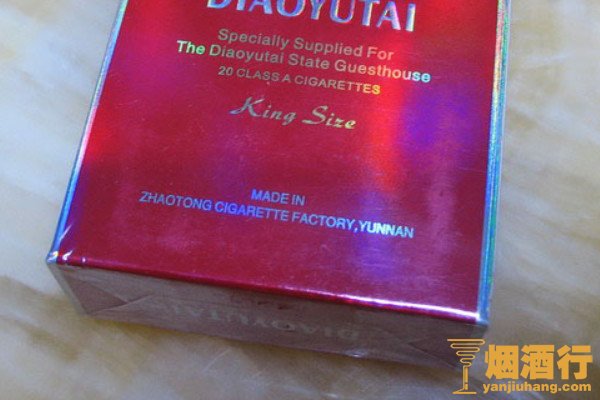 DIAOYUTAI
Specially Supplied For
The Diaoyutai State Guesthouse
20 CLASS A CIGARETTES
King Size
MADE IN
ZHAOTONG CIGARETTE FACTORY,YUNNAN
DIAOYUTAI
烟酒行
yanjiuhang.com